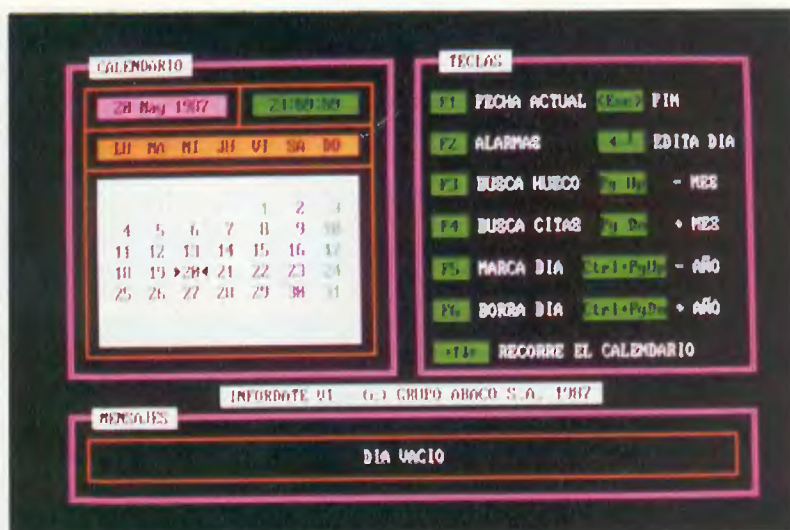 CALENDARIO
20 May 1987
LU MA MI JU VI SA DO
1 2 3
4 5 6 7 8 9 10
11 12 13 14 15 16 17
18 19 ►20◄ 21 22 23 24
25 26 27 28 29 30 31
TECLAS
F1 FECHA ACTUAL <Esc> FIN
F2 ALARMAS ◄┘ EDITA DIA
F3 BUSCA HUECO Pg Up - MES
F4 BUSCA CITAS Pg Dn + MES
F5 MARCA DIA Ctrl+PgUp - AÑO
F6 BORRA DIA Ctrl+PgDn + AÑO
RECORRE EL CALENDARIO
INFORDATE V1 (c) GRUPO ABACO S.A. 1987
MENSAJES
DIA VACIO